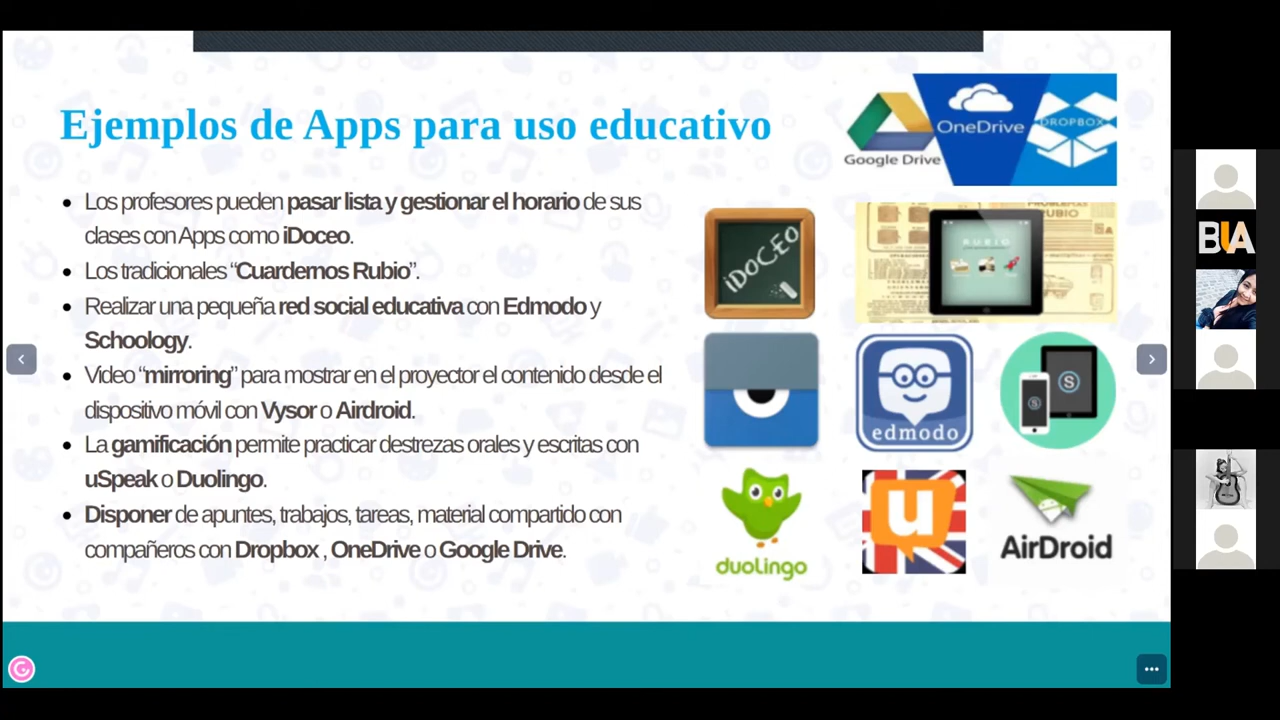 Ejemplos de Apps para uso educativo
Los profesores pueden pasar lista y gestionar el horario de sus
clases con Apps como iDoceo.
Los tradicionales “Cuardernos Rubio”.
Realizar una pequeña red social educativa con Edmodo y
Schoology.
Vídeo “mirroring” para mostrar en el proyector el contenido desde el
dispositivo móvil con Vysor o Airdroid.
La gamificación permite practicar destrezas orales y escritas con
uSpeak o Duolingo.
Disponer de apuntes, trabajos, tareas, material compartido con
compañeros con Dropbox , OneDrive o Google Drive.
Google Drive
OneDrive
DROPBOX
iDOCEO
RUBIO
edmodo
S
S
duolingo
u
AirDroid
BUA